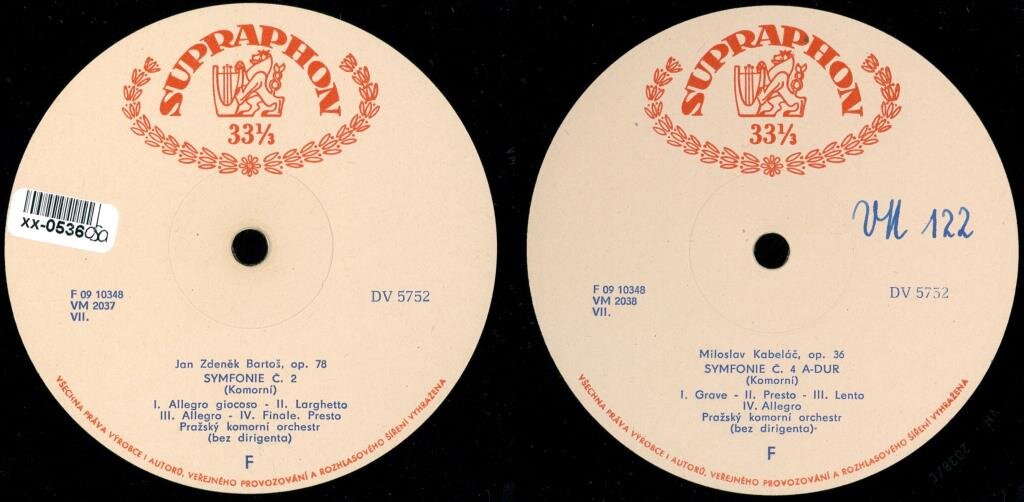 SUPRAPHON
33⅓
XX-0536
F 09 10348
VM 2037
VII.
DV 5752
Jan Zdeněk Bartoš, op. 78
SYMFONIE Č. 2
(Komorní)
I. Allegro giocoso - II. Larghetto
III. Allegro - IV. Finale. Presto
Pražský komorní orchestr
(bez dirigenta)
F
VŠECHNA PRÁVA VÝROBCE I AUTORŮ, VEŘEJNÉHO PROVOZOVÁNÍ A ROZHLASOVÉHO ŠÍŘENÍ VYHRAŽENA
SUPRAPHON
33⅓
VM 122
F 09 10348
VM 2038
VII.
DV 5752
Miloslav Kabeláč, op. 36
SYMFONIE Č. 4 A-DUR
(Komorní)
I. Grave - II. Presto - III. Lento
IV. Allegro
Pražský komorní orchestr
(bez dirigenta)
F
VŠECHNA PRÁVA VÝROBCE I AUTORŮ, VEŘEJNÉHO PROVOZOVÁNÍ A ROZHLASOVÉHO ŠÍŘENÍ VYHRAŽENA